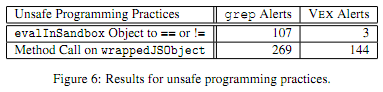 Unsafe Programming Practices grep Alerts VEX Alerts
evalInSandbox Object to == or != 107 3
Method Call on wrappedJSObject 269 144
Figure 6: Results for unsafe programming practices.